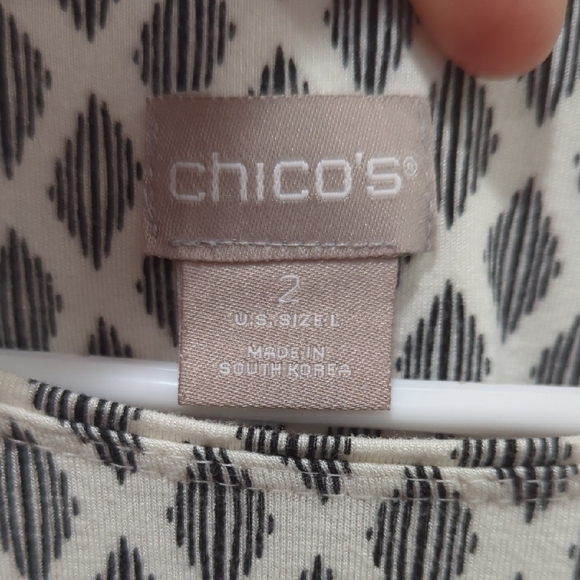 chico's®
2
U.S. SIZE L
MADE IN
SOUTH KOREA